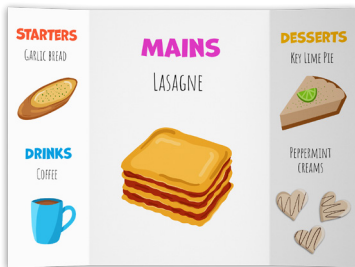 STARTERS
GARLIC BREAD
DRINKS
COFFEE
MAINS
LASAGNE
DESSERTS
KEY LIME PIE
PEPPERMINT
CREAMS